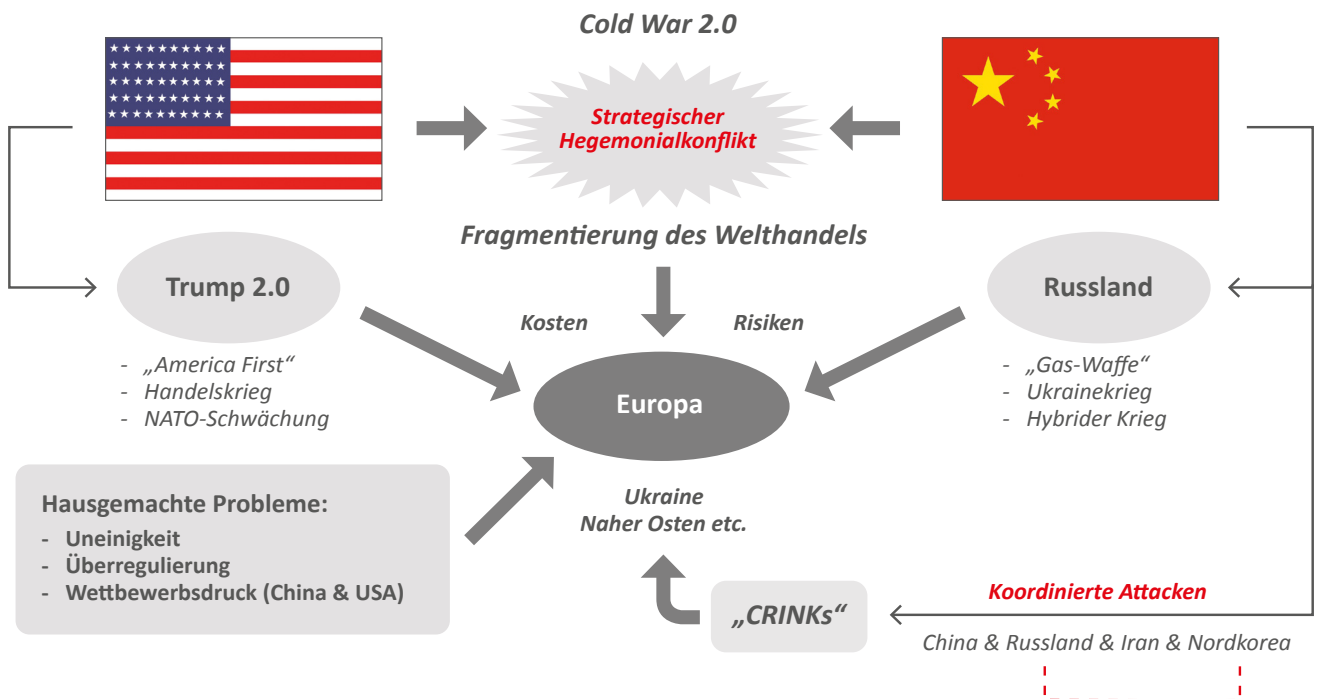 Cold War 2.0
Strategischer
Hegemonialkonflikt
Fragmentierung des Welthandels
Trump 2.0
Russland
Kosten
Risiken
- „America First“
- Handelskrieg
- NATO-Schwächung
- „Gas-Waffe“
- Ukrainekrieg
- Hybrider Krieg
Europa
Hausgemachte Probleme:
- Uneinigkeit
- Überregulierung
- Wettbewerbsdruck (China & USA)
Ukraine
Naher Osten etc.
„CRINKs“
Koordinierte Attacken
China & Russland & Iran & Nordkorea